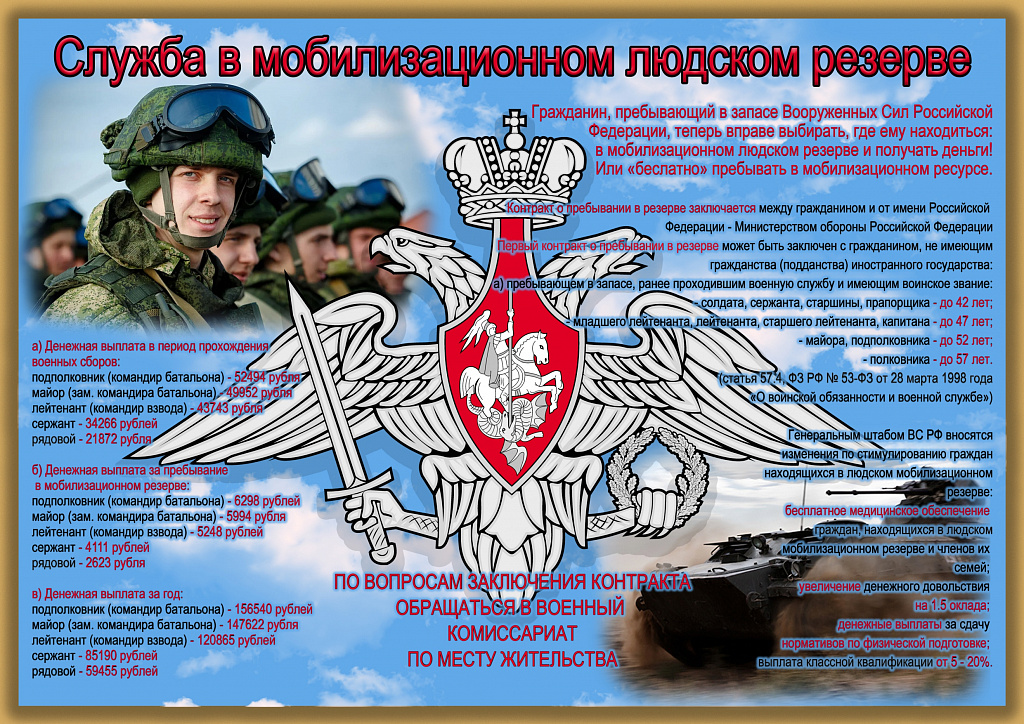 Служба в мобилизационном людском резерве
Гражданин, пребывающий в запасе Вооруженных Сил Российской
Федерации, теперь вправе выбирать, где ему находиться:
в мобилизационном людском резерве и получать деньги!
Или «бесплатно» пребывать в мобилизационном ресурсе.
Контракт о пребывании в резерве заключается между гражданином и от имени Российской
Федерации - Министерством обороны Российской Федерации
Первый контракт о пребывании в резерве может быть заключен с гражданином, не имеющим
гражданства (подданства) иностранного государства:
а) пребывающем в запасе, ранее проходившим военную службу и имеющим воинское звание:
- солдата, сержанта, старшины, прапорщика - до 42 лет;
- младшего лейтенанта, лейтенанта, старшего лейтенанта, капитана - до 47 лет;
- майора, подполковника - до 52 лет;
- полковника - до 57 лет.
(статья 57.4, ФЗ РФ № 53-ФЗ от 28 марта 1998 года
«О воинской обязанности и военной службе»)
Генеральным штабом ВС РФ вносятся
изменения по стимулированию граждан
находящихся в людском мобилизационном
резерве:
бесплатное медицинское обеспечение
граждан, находящихся в людском
мобилизационном резерве и членов их
семей;
увеличение денежного довольствия
на 1.5 оклада;
денежные выплаты за сдачу
нормативов по физической подготовке;
выплата классной квалификации от 5 - 20%.
а) Денежная выплата в период прохождения
военных сборов:
подполковник (командир батальона) - 52494 рубля
майор (зам. командира батальона) - 49952 рубля
лейтенант (командир взвода) - 43743 рубля
сержант - 34266 рублей
рядовой - 21872 рубля
б) Денежная выплата за пребывание
в мобилизационном резерве:
подполковник (командир батальона) - 6298 рублей
майор (зам. командира батальона) - 5994 рубля
лейтенант (командир взвода) - 5248 рублей
сержант - 4111 рублей
рядовой - 2623 рубля
в) Денежная выплата за год:
подполковник (командир батальона) - 156540 рублей
майор (зам. командира батальона) - 147622 рубля
лейтенант (командир взвода) - 120865 рублей
сержант - 85190 рублей
рядовой - 59455 рублей
ПО ВОПРОСАМ ЗАКЛЮЧЕНИЯ КОНТРАКТА
ОБРАЩАТЬСЯ В ВОЕННЫЙ
КОМИССАРИАТ
ПО МЕСТУ ЖИТЕЛЬСТВА